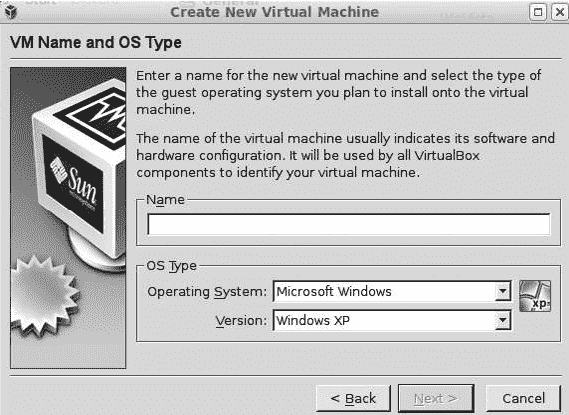 Create New Virtual Machine
VM Name and OS Type
Enter a name for the new virtual machine and select the type of
the guest operating system you plan to install onto the virtual
machine.
The name of the virtual machine usually indicates its software and
hardware configuration. It will be used by all VirtualBox
components to identify your virtual machine.
Sun
Name
OS Type
Operating System: Microsoft Windows
Version: Windows XP
xp
< Back
Next >
Cancel